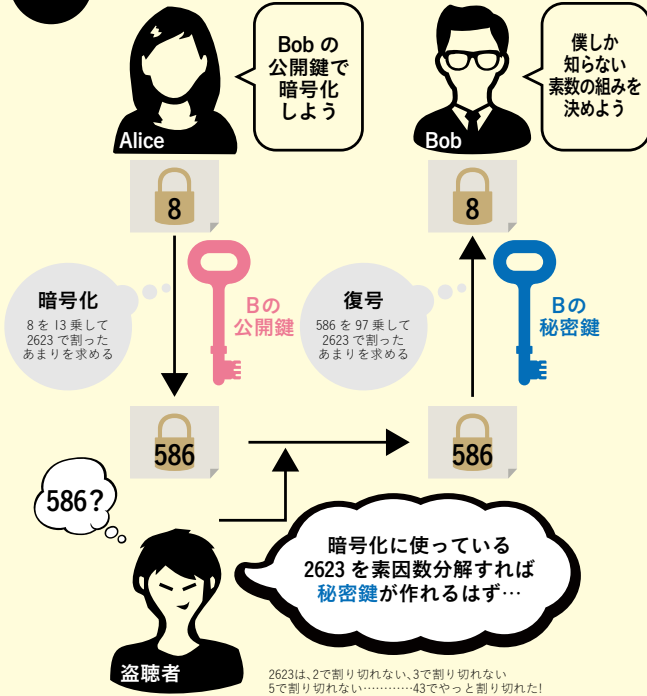 Bob の
公開鍵で
暗号化
しよう
僕しか
知らない
素数の組みを
決めよう
Alice
Bob
8
8
暗号化
8 を 13 乗して
2623 で割った
あまりを求める
Bの
公開鍵
復号
586 を 97 乗して
2623 で割った
あまりを求める
Bの
秘密鍵
586
586
586?
暗号化に使っている
2623 を素因数分解すれば
秘密鍵が作れるはず…
盗聴者
2623は、2で割り切れない、3で割り切れない
5で割り切れない…………43でやっと割り切れた!